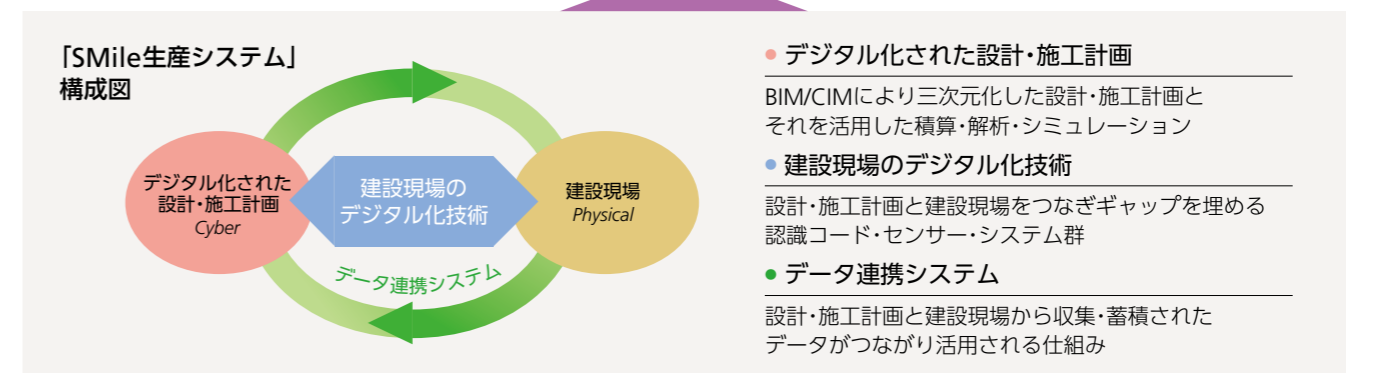 「SMile生産システム」
構成図
デジタル化された
設計・施工計画
Cyber
建設現場の
デジタル化技術
建設現場
Physical
データ連携システム
● デジタル化された設計・施工計画
BIM/CIMにより三次元化した設計・施工計画と
それを活用した積算・解析・シミュレーション
● 建設現場のデジタル化技術
設計・施工計画と建設現場をつなぎギャップを埋める
認識コード・センサー・システム群
● データ連携システム
設計・施工計画と建設現場から収集・蓄積された
データがつながり活用される仕組み